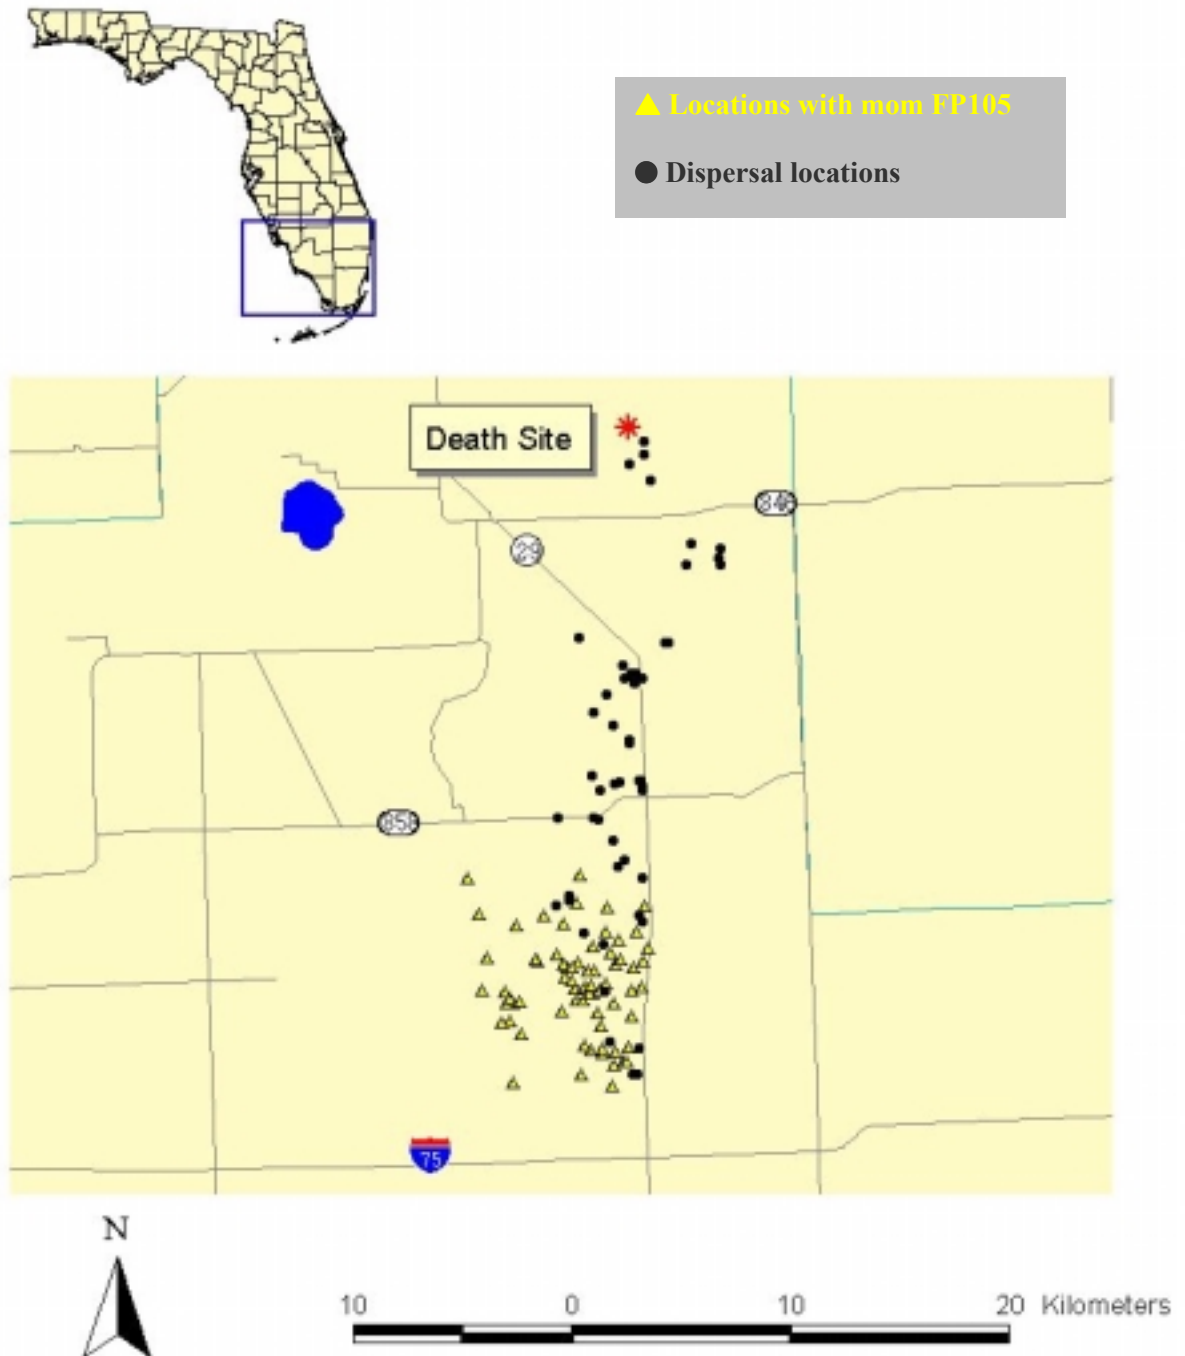 Locations with mom FP105
Dispersal locations
Death Site
846
29
858
75
N
10 0 10 20 Kilometers